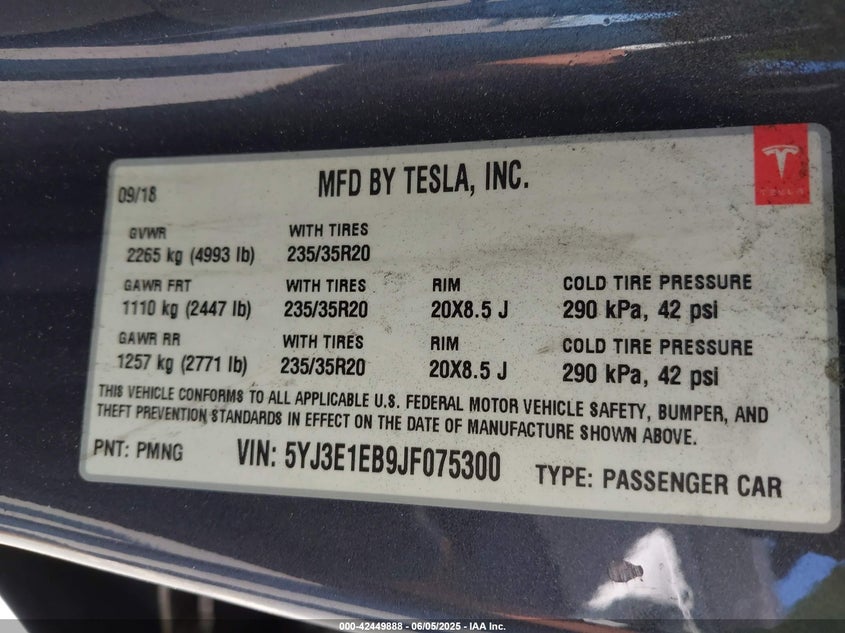 MFD BY TESLA, INC.
09/18
TESLA
GVWR WITH TIRES
2265 kg (4993 lb) 235/35R20
GAWR FRT WITH TIRES RIM COLD TIRE PRESSURE
1110 kg (2447 lb) 235/35R20 20X8.5 J 290 kPa, 42 psi
GAWR RR WITH TIRES RIM COLD TIRE PRESSURE
1257 kg (2771 lb) 235/35R20 20X8.5 J 290 kPa, 42 psi
THIS VEHICLE CONFORMS TO ALL APPLICABLE U.S. FEDERAL MOTOR VEHICLE SAFETY, BUMPER, AND
THEFT PREVENTION STANDARDS IN EFFECT ON THE DATE OF MANUFACTURE SHOWN ABOVE.
PNT: PMNG VIN: 5YJ3E1EB9JF075300 TYPE: PASSENGER CAR
000-42449888 - 06/05/2025 - IAA Inc.